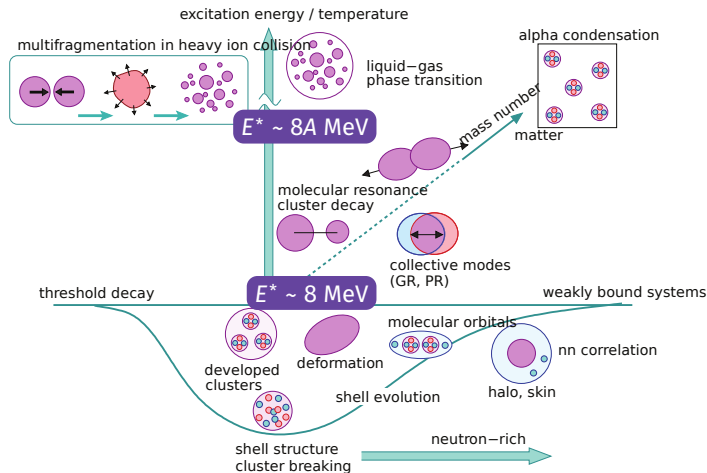 excitation energy / temperature
multifragmentation in heavy ion collision
alpha condensation
liquid−gas
phase transition
mass number
E* ~ 8A MeV
matter
molecular resonance
cluster decay
collective modes
(GR, PR)
threshold decay
E* ~ 8 MeV
weakly bound systems
molecular orbitals
developed
clusters
deformation
nn correlation
halo, skin
shell evolution
shell structure
cluster breaking
neutron−rich